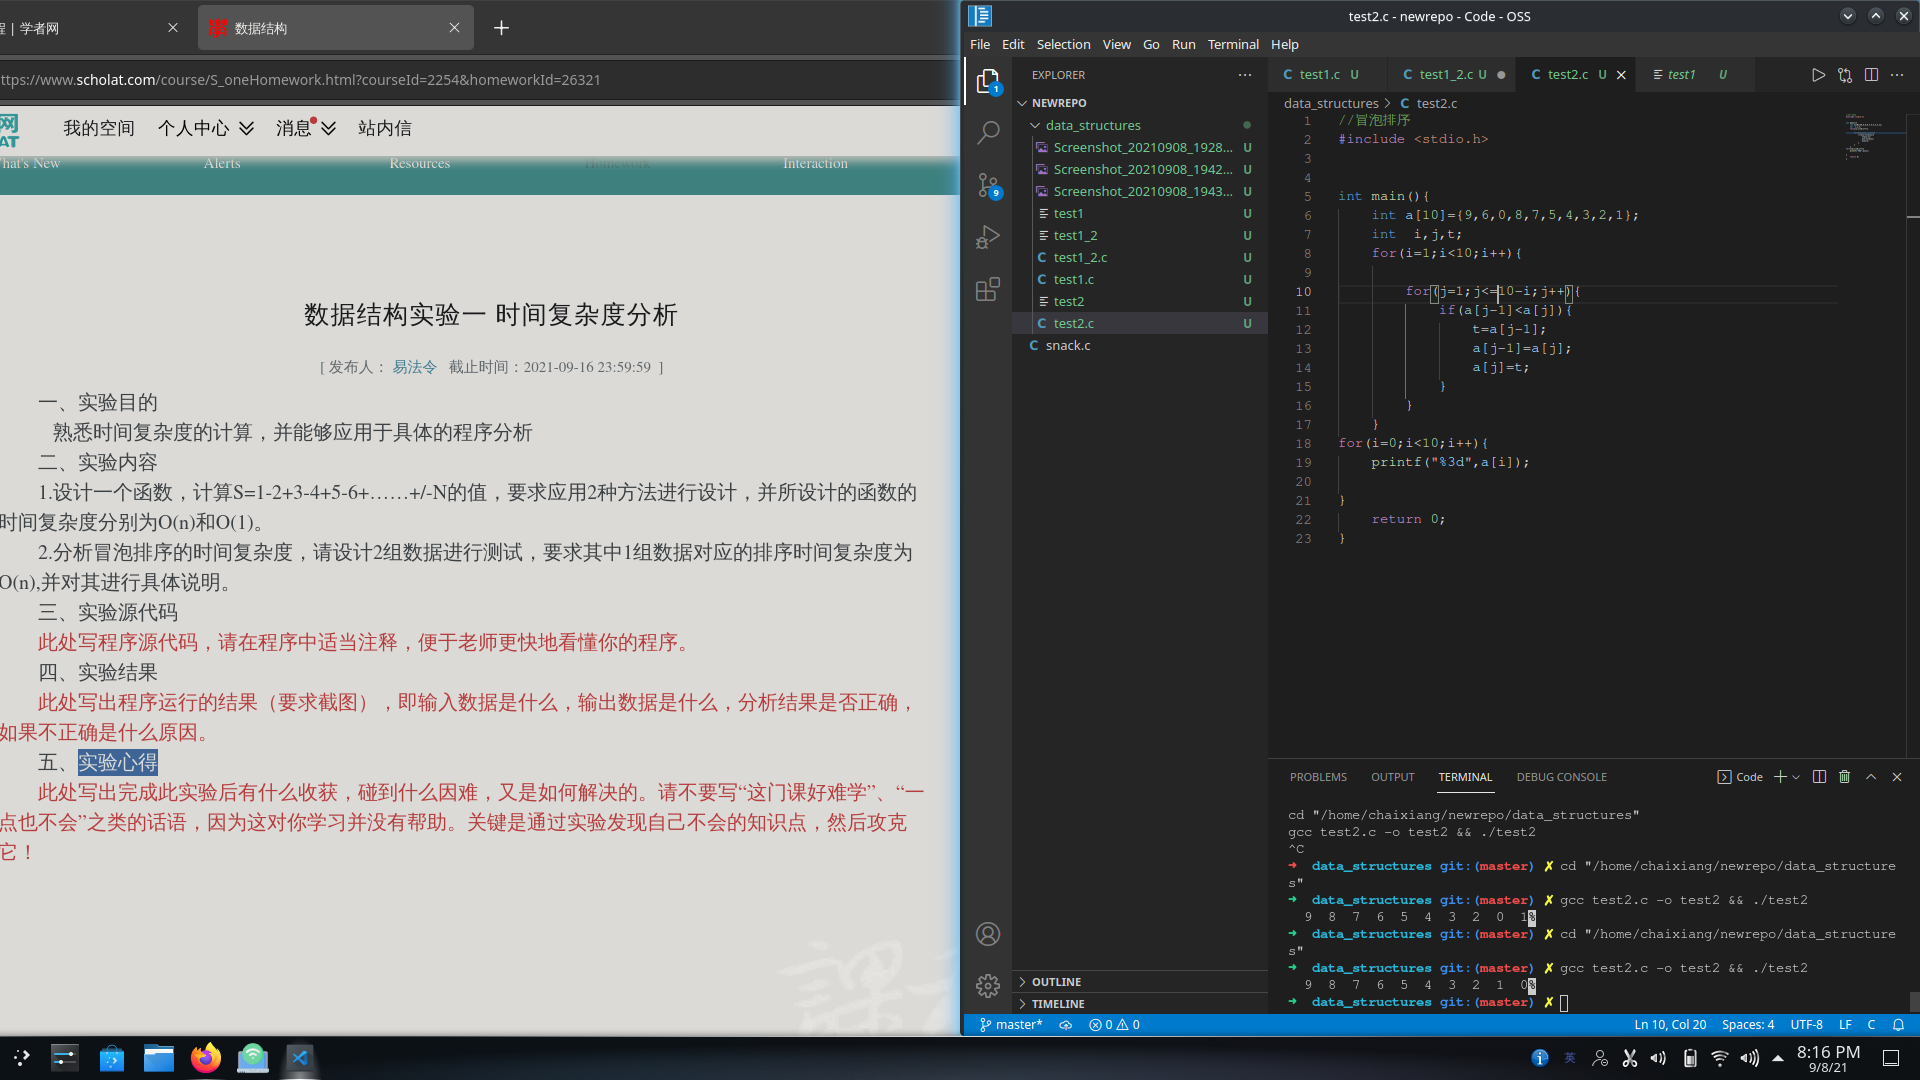 程 | 学者网
数据结构
ttps://www.scholat.com/course/S_oneHomework.html?courseId=2254&homeworkId=26321
网
AT
我的空间
个人中心
消息
站内信
hat's New
Alerts
Resources
Homework
Interaction
数据结构实验一 时间复杂度分析
[ 发布人： 易法令 截止时间：2021-09-16 23:59:59 ]
一、实验目的
熟悉时间复杂度的计算，并能够应用于具体的程序分析
二、实验内容
1.设计一个函数，计算S=1-2+3-4+5-6+……+/-N的值，要求应用2种方法进行设计，并所设计的函数的
时间复杂度分别为O(n)和O(1)。
2.分析冒泡排序的时间复杂度，请设计2组数据进行测试，要求其中1组数据对应的排序时间复杂度为
O(n),并对其进行具体说明。
三、实验源代码
此处写程序源代码，请在程序中适当注释，便于老师更快地看懂你的程序。
四、实验结果
此处写出程序运行的结果（要求截图），即输入数据是什么，输出数据是什么，分析结果是否正确，
如果不正确是什么原因。
五、实验心得
此处写出完成此实验后有什么收获，碰到什么困难，又是如何解决的。请不要写“这门课好难学”、“一
点也不会”之类的话语，因为这对你学习并没有帮助。关键是通过实验发现自己不会的知识点，然后攻克
它！
test2.c - newrepo - Code - OSS
File Edit Selection View Go Run Terminal Help
EXPLORER
1
9
NEWREPO
data_structures
Screenshot_20210908_1928... U
Screenshot_20210908_1942... U
Screenshot_20210908_1943... U
test1 U
test1_2 U
C test1_2.c U
C test1.c U
test2 U
C test2.c U
C snack.c
OUTLINE
TIMELINE
C test1.c U
C test1_2.c U
C test2.c U
test1 U
data_structures > C test2.c
1 //冒泡排序
2 #include <stdio.h>
3
4
5 int main(){
6 int a[10]={9,6,0,8,7,5,4,3,2,1};
7 int  i,j,t;
8 for(i=1;i<10;i++){
9
10 for(j=1;j<=10-i;j++){
11 if(a[j-1]<a[j]){
12 t=a[j-1];
13 a[j-1]=a[j];
14 a[j]=t;
15 }
16 }
17 }
18 for(i=0;i<10;i++){
19 printf("%3d",a[i]);
20
21 }
22 return 0;
23 }
PROBLEMS OUTPUT TERMINAL DEBUG CONSOLE
Code
cd "/home/chaixiang/newrepo/data_structures"
gcc test2.c -o test2 && ./test2
^C
➜ data_structures git:(master) ✗ cd "/home/chaixiang/newrepo/data_structure
s"
➜ data_structures git:(master) ✗ gcc test2.c -o test2 && ./test2
9 8 7 6 5 4 3 2 0 1%
➜ data_structures git:(master) ✗ cd "/home/chaixiang/newrepo/data_structure
s"
➜ data_structures git:(master) ✗ gcc test2.c -o test2 && ./test2
9 8 7 6 5 4 3 2 1 0%
➜ data_structures git:(master) ✗
master* 0 0
Ln 10, Col 20 Spaces: 4 UTF-8 LF C
英
8:16 PM
9/8/21